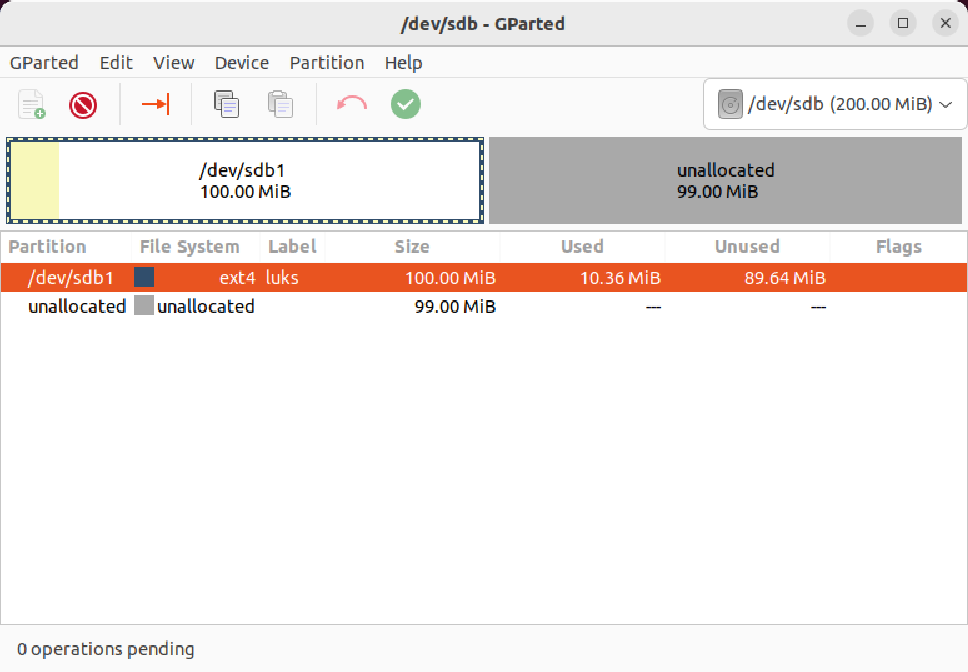 /dev/sdb - GParted
GParted Edit View Device Partition Help
/dev/sdb (200.00 MiB)
/dev/sdb1
100.00 MiB
unallocated
99.00 MiB
Partition File System Label Size Used Unused Flags
/dev/sdb1 ext4 luks 100.00 MiB 10.36 MiB 89.64 MiB
unallocated unallocated 99.00 MiB --- ---
0 operations pending